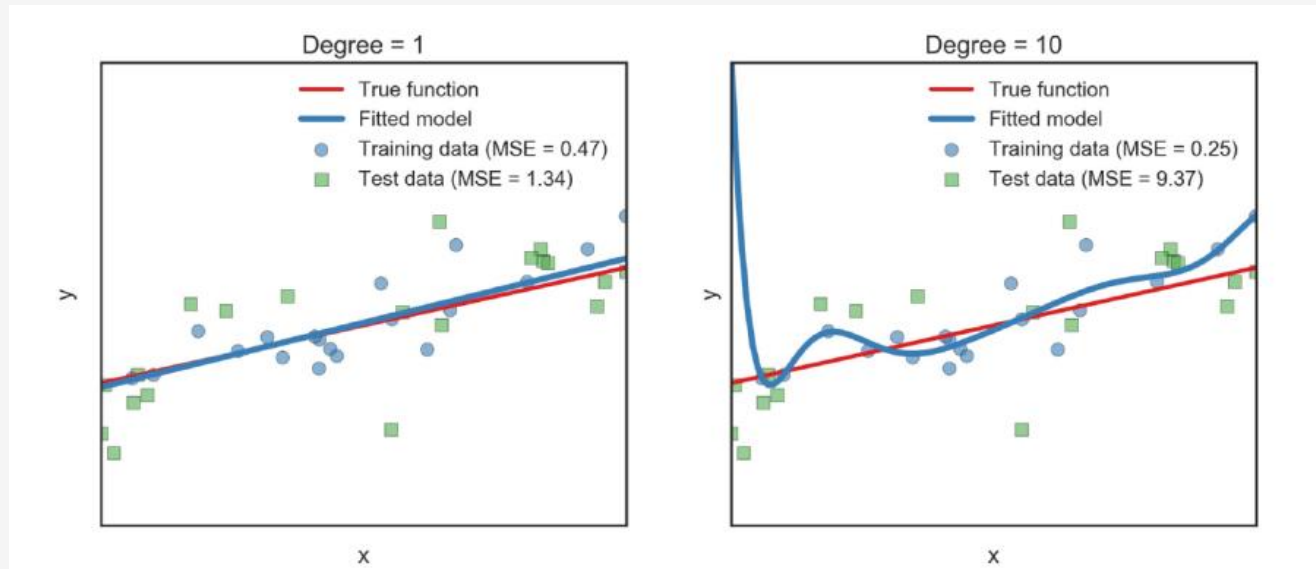 Degree = 1
True function
Fitted model
Training data (MSE = 0.47)
Test data (MSE = 1.34)
y
x
Degree = 10
True function
Fitted model
Training data (MSE = 0.25)
Test data (MSE = 9.37)
y
x